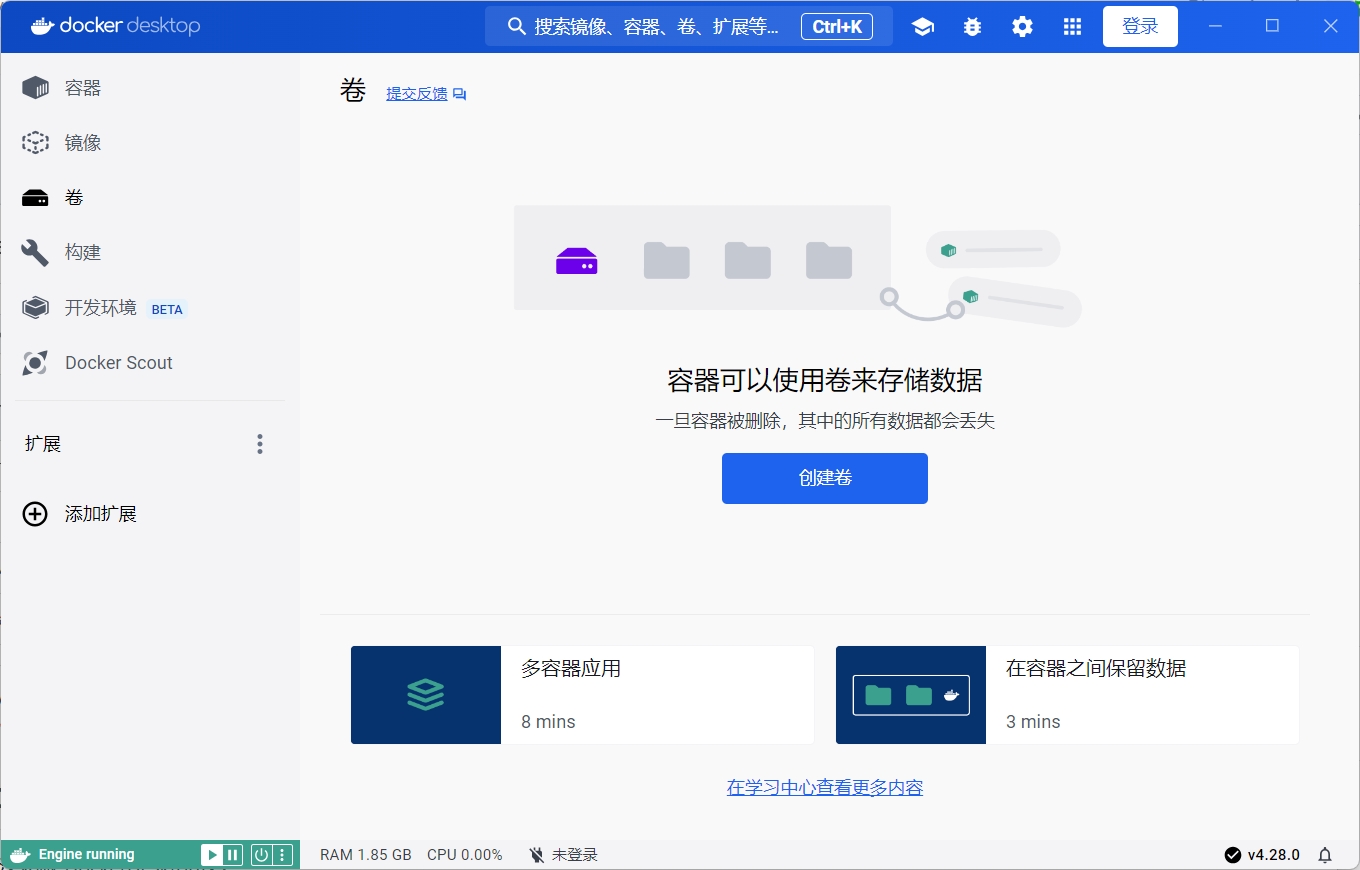 docker desktop
搜索镜像、容器、卷、扩展等...
Ctrl+K
登录
容器
镜像
卷
构建
开发环境 BETA
Docker Scout
扩展
添加扩展
卷 提交反馈
容器可以使用卷来存储数据
一旦容器被删除，其中的所有数据都会丢失
创建卷
多容器应用
8 mins
在容器之间保留数据
3 mins
在学习中心查看更多内容
Engine running
RAM 1.85 GB CPU 0.00% 未登录
v4.28.0